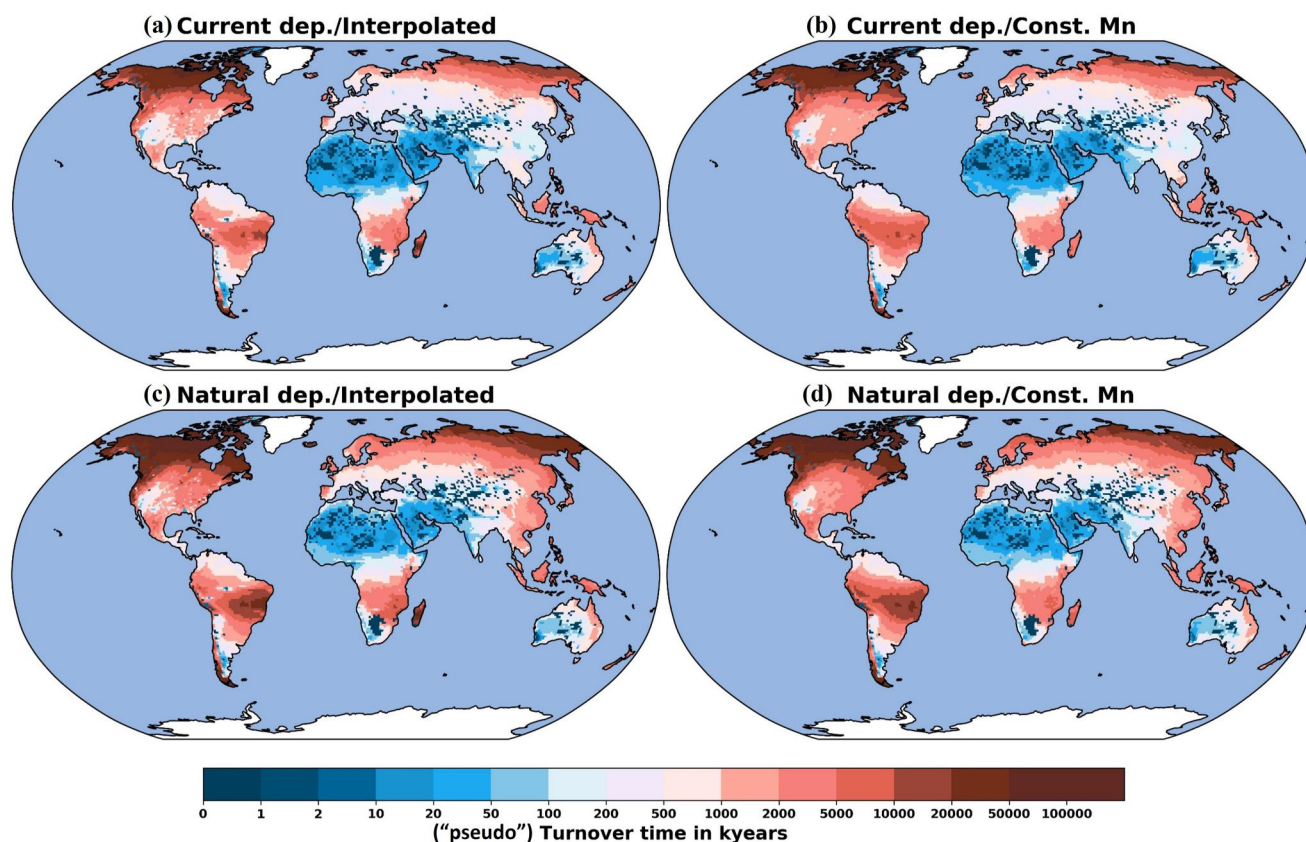 (a) Current dep./Interpolated
(b) Current dep./Const. Mn
(c) Natural dep./Interpolated
(d) Natural dep./Const. Mn
0 1 2 10 20 50 100 200 500 1000 2000 5000 10000 20000 50000 100000
("pseudo") Turnover time in kyears